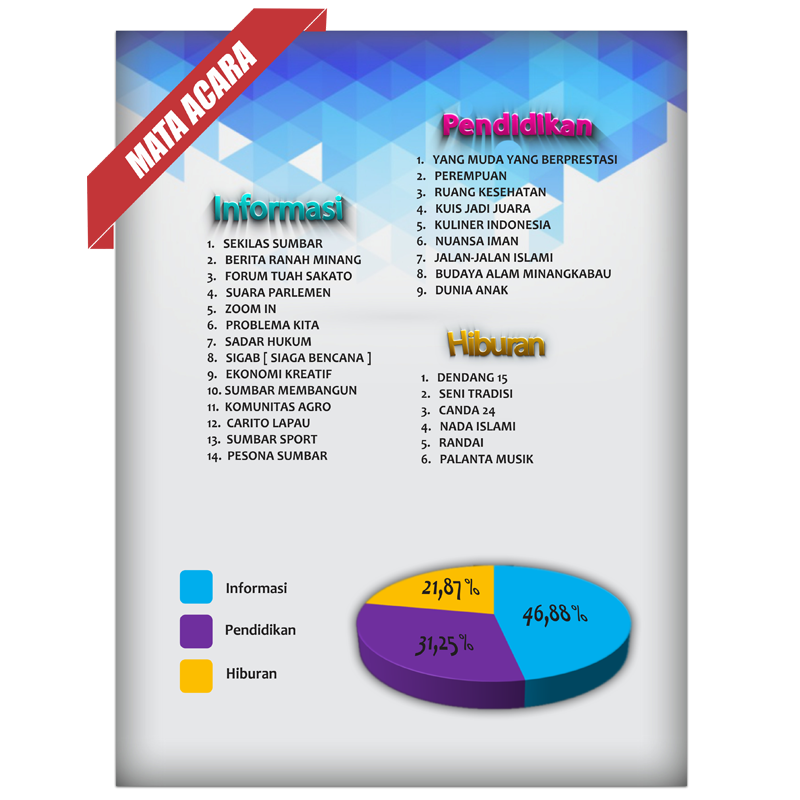 MATA ACARA
Informasi
1. SEKILAS SUMBAR
2. BERITA RANAH MINANG
3. FORUM TUAH SAKATO
4. SUARA PARLEMEN
5. ZOOM IN
6. PROBLEMA KITA
7. SADAR HUKUM
8. SIGAB [ SIAGA BENCANA ]
9. EKONOMI KREATIF
10. SUMBAR MEMBANGUN
11. KOMUNITAS AGRO
12. CARITO LAPAU
13. SUMBAR SPORT
14. PESONA SUMBAR
Pendidikan
1. YANG MUDA YANG BERPRESTASI
2. PEREMPUAN
3. RUANG KESEHATAN
4. KUIS JADI JUARA
5. KULINER INDONESIA
6. NUANSA IMAN
7. JALAN-JALAN ISLAMI
8. BUDAYA ALAM MINANGKABAU
9. DUNIA ANAK
Hiburan
1. DENDANG 15
2. SENI TRADISI
3. CANDA 24
4. NADA ISLAMI
5. RANDAI
6. PALANTA MUSIK
Informasi
Pendidikan
Hiburan
21,87%
46,88%
31,25%